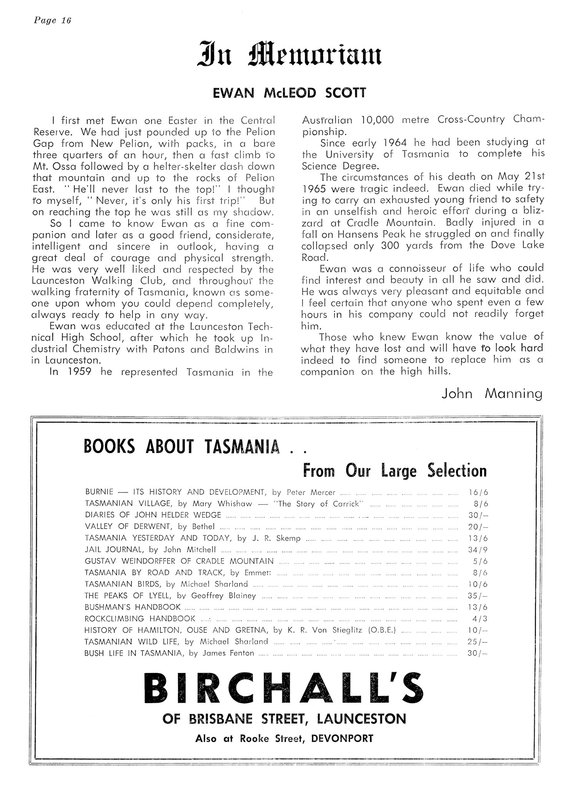 Page 16
In Memoriam
EWAN McLEOD SCOTT
I first met Ewan one Easter in the Central
Reserve. We had just pounded up to the Pelion
Gap from New Pelion, with packs, in a bare
three quarters of an hour, then a fast climb to
Mt. Ossa followed by a helter-skelter dash down
that mountain and up to the rocks of Pelion
East. "He'll never last to the top!" I thought
to myself, "Never, it's only his first trip!" But
on reaching the top he was still as my shadow.
So I came to know Ewan as a fine com-
panion and later as a good friend, considerate,
intelligent and sincere in outlook, having a
great deal of courage and physical strength.
He was very well liked and respected by the
Launceston Walking Club, and throughout the
walking fraternity of Tasmania, known as some-
one upon whom you could depend completely,
always ready to help in any way.
Ewan was educated at the Launceston Tech-
nical High School, after which he took up In-
dustrial Chemistry with Patons and Baldwins in
in Launceston.
In 1959 he represented Tasmania in the
Australian 10,000 metre Cross-Country Cham-
pionship.
Since early 1964 he had been studying at
the University of Tasmania to complete his
Science Degree.
The circumstances of his death on May 21st
1965 were tragic indeed. Ewan died while try-
ing to carry an exhausted young friend to safety
in an unselfish and heroic effort during a bliz-
zard at Cradle Mountain. Badly injured in a
fall on Hansens Peak he struggled on and finally
collapsed only 300 yards from the Dove Lake
Road.
Ewan was a connoisseur of life who could
find interest and beauty in all he saw and did.
He was always very pleasant and equitable and
I feel certain that anyone who spent even a few
hours in his company could not readily forget
him.
Those who knew Ewan know the value of
what they have lost and will have to look hard
indeed to find someone to replace him as a
companion on the high hills.
John Manning
BOOKS ABOUT TASMANIA . .
From Our Large Selection
BURNIE — ITS HISTORY AND DEVELOPMENT, by Peter Mercer 16/6
TASMANIAN VILLAGE, by Mary Whishaw — "The Story of Carrick" 8/6
DIARIES OF JOHN HELDER WEDGE 30/—
VALLEY OF DERWENT, by Bethel 20/—
TASMANIA YESTERDAY AND TODAY, by J. R. Skemp 13/6
JAIL JOURNAL, by John Mitchell 34/9
GUSTAV WEINDORFFER OF CRADLE MOUNTAIN 5/6
TASMANIA BY ROAD AND TRACK, by Emmett 8/6
TASMANIAN BIRDS, by Michael Sharland 10/6
THE PEAKS OF LYELL, by Geoffrey Blainey 35/—
BUSHMAN'S HANDBOOK 13/6
ROCKCLIMBING HANDBOOK 4/3
HISTORY OF HAMILTON, OUSE AND GRETNA, by K. R. Von Stieglitz (O.B.E.) 10/—
TASMANIAN WILD LIFE, by Michael Sharland 25/—
BUSH LIFE IN TASMANIA, by James Fenton 30/—
BIRCHALL'S
OF BRISBANE STREET, LAUNCESTON
Also at Rooke Street, DEVONPORT